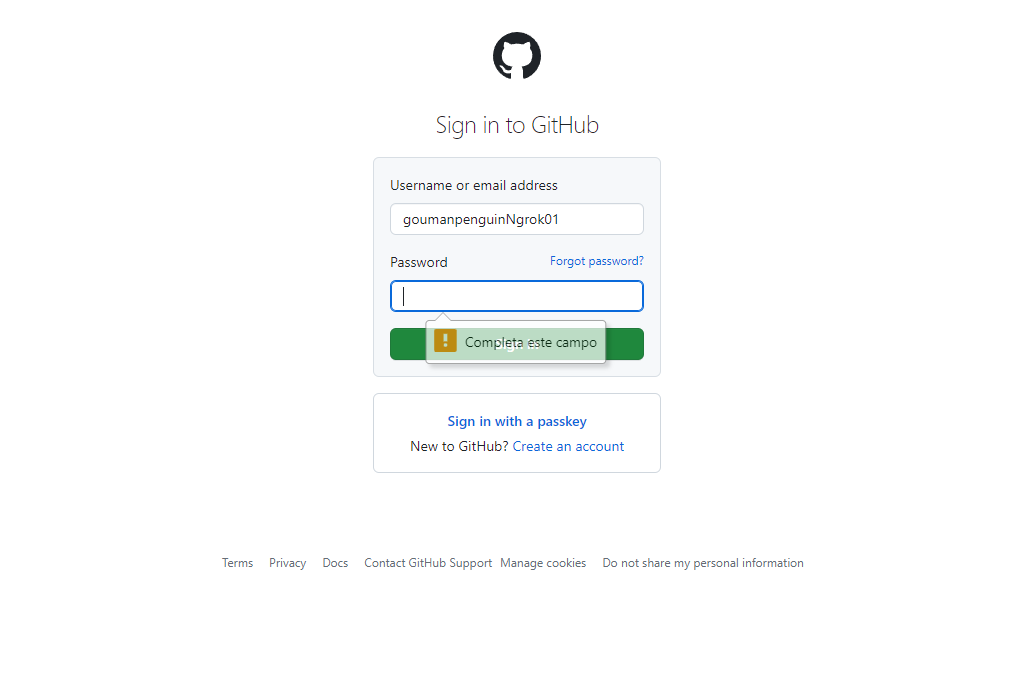 Sign in to GitHub
Username or email address
goumanpenguinNgrok01
Password Forgot password?
Completa este campo
Sign in with a passkey
New to GitHub? Create an account
Terms Privacy Docs Contact GitHub Support Manage cookies Do not share my personal information